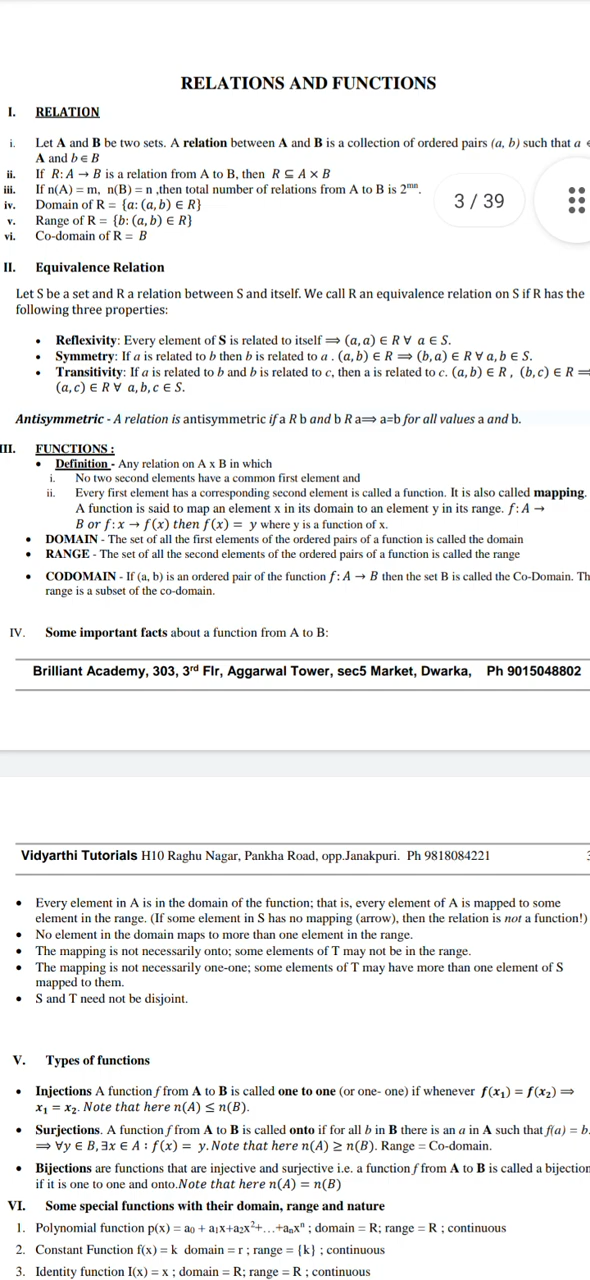 RELATIONS AND FUNCTIONS
I. RELATION
i. Let A and B be two sets. A relation between A and B is a collection of ordered pairs (a, b) such that a ∈
A and b ∈ B
ii. If R: A → B is a relation from A to B, then R ⊆ A × B
iii. If n(A) = m, n(B) = n ,then total number of relations from A to B is 2ᵐⁿ.
3 / 39
iv. Domain of R = {a: (a, b) ∈ R}
v. Range of R = {b: (a, b) ∈ R}
vi. Co-domain of R = B
II. Equivalence Relation
Let S be a set and R a relation between S and itself. We call R an equivalence relation on S if R has the
following three properties:
• Reflexivity: Every element of S is related to itself ⟹ (a, a) ∈ R ∀ a ∈ S.
• Symmetry: If a is related to b then b is related to a . (a, b) ∈ R ⟹ (b, a) ∈ R ∀ a, b ∈ S.
• Transitivity: If a is related to b and b is related to c, then a is related to c. (a, b) ∈ R , (b, c) ∈ R ⟹
(a, c) ∈ R ∀ a, b, c ∈ S.
Antisymmetric - A relation is antisymmetric if a R b and b R a⟹ a=b for all values a and b.
III. FUNCTIONS :
• Definition - Any relation on A x B in which
i. No two second elements have a common first element and
ii. Every first element has a corresponding second element is called a function. It is also called mapping.
A function is said to map an element x in its domain to an element y in its range. f: A →
B or f: x → f(x) then f(x) = y where y is a function of x.
• DOMAIN - The set of all the first elements of the ordered pairs of a function is called the domain
• RANGE - The set of all the second elements of the ordered pairs of a function is called the range
• CODOMAIN - If (a, b) is an ordered pair of the function f: A → B then the set B is called the Co-Domain. Th
range is a subset of the co-domain.
IV. Some important facts about a function from A to B:
Brilliant Academy, 303, 3rd Flr, Aggarwal Tower, sec5 Market, Dwarka, Ph 9015048802
Vidyarthi Tutorials H10 Raghu Nagar, Pankha Road, opp.Janakpuri. Ph 9818084221
• Every element in A is in the domain of the function; that is, every element of A is mapped to some
element in the range. (If some element in S has no mapping (arrow), then the relation is not a function!)
• No element in the domain maps to more than one element in the range.
• The mapping is not necessarily onto; some elements of T may not be in the range.
• The mapping is not necessarily one-one; some elements of T may have more than one element of S
mapped to them.
• S and T need not be disjoint.
V. Types of functions
• Injections A function f from A to B is called one to one (or one- one) if whenever f(x₁) = f(x₂) ⟹
x₁ = x₂. Note that here n(A) ≤ n(B).
• Surjections. A function f from A to B is called onto if for all b in B there is an a in A such that f(a) = b.
⟹ ∀y ∈ B, ∃x ∈ A : f(x) = y. Note that here n(A) ≥ n(B). Range = Co-domain.
• Bijections are functions that are injective and surjective i.e. a function f from A to B is called a bijection
if it is one to one and onto.Note that here n(A) = n(B)
VI. Some special functions with their domain, range and nature
1. Polynomial function p(x) = a₀ + a₁x+a₂x²+…+aₙxⁿ ; domain = R; range = R ; continuous
2. Constant Function f(x) = k domain = r ; range = {k} ; continuous
3. Identity function I(x) = x ; domain = R; range = R ; continuous